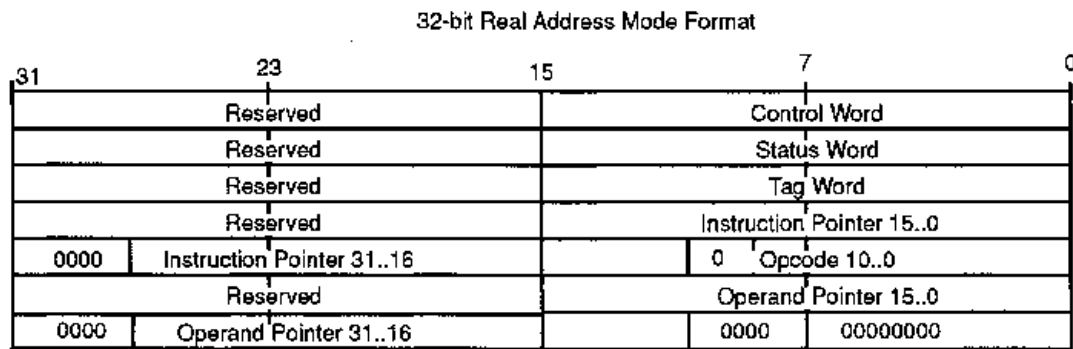 32-bit Real Address Mode Format
31 23 15 7 0
Reserved Control Word
Reserved Status Word
Reserved Tag Word
Reserved Instruction Pointer 15..0
0000 Instruction Pointer 31..16 0 Opcode 10..0
Reserved Operand Pointer 15..0
0000 Operand Pointer 31..16 0000 00000000